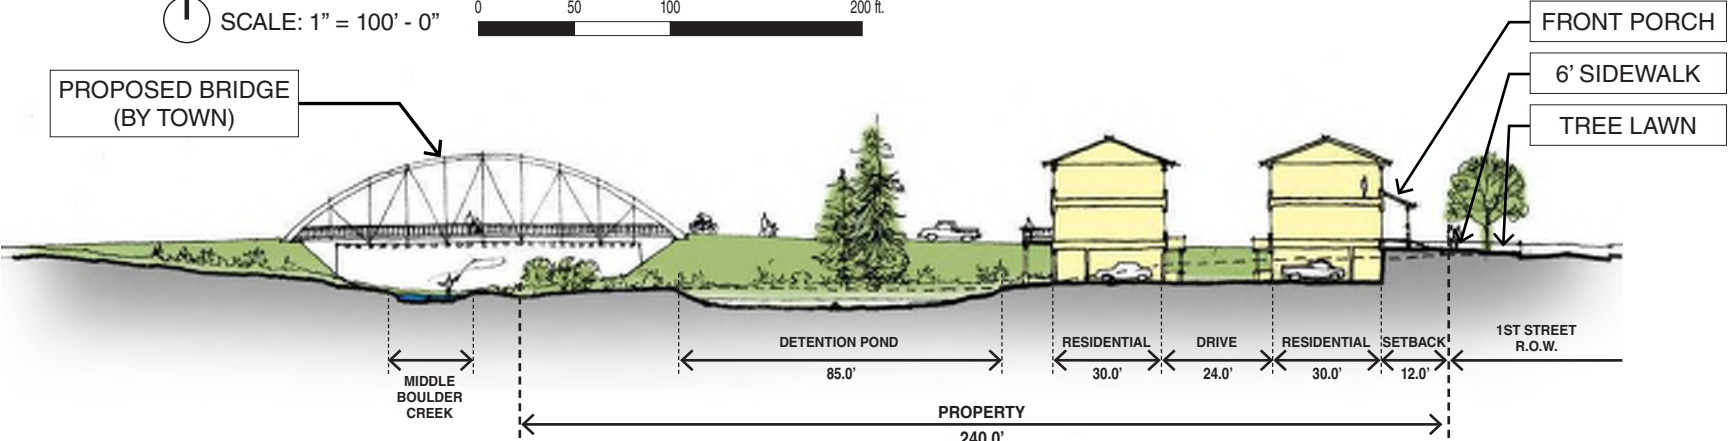 SCALE: 1” = 100’ - 0”
0 50 100 200 ft.
FRONT PORCH
6’ SIDEWALK
TREE LAWN
PROPOSED BRIDGE
(BY TOWN)
DETENTION POND
85.0’
RESIDENTIAL
30.0’
DRIVE
24.0’
RESIDENTIAL
30.0’
SETBACK
12.0’
1ST STREET
R.O.W.
MIDDLE
BOULDER
CREEK
PROPERTY
240.0’